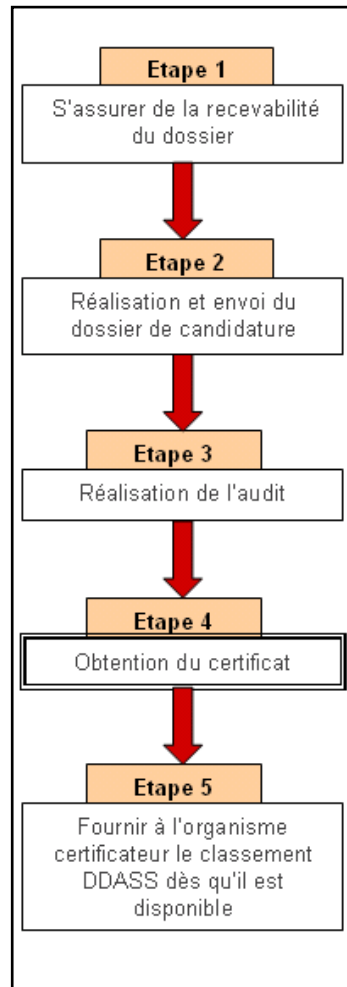 Etape 1
S'assurer de la recevabilité
du dossier
Etape 2
Réalisation et envoi du
dossier de candidature
Etape 3
Réalisation de l'audit
Etape 4
Obtention du certificat
Etape 5
Fournir à l'organisme
certificateur le classement
DDASS dès qu'il est
disponible